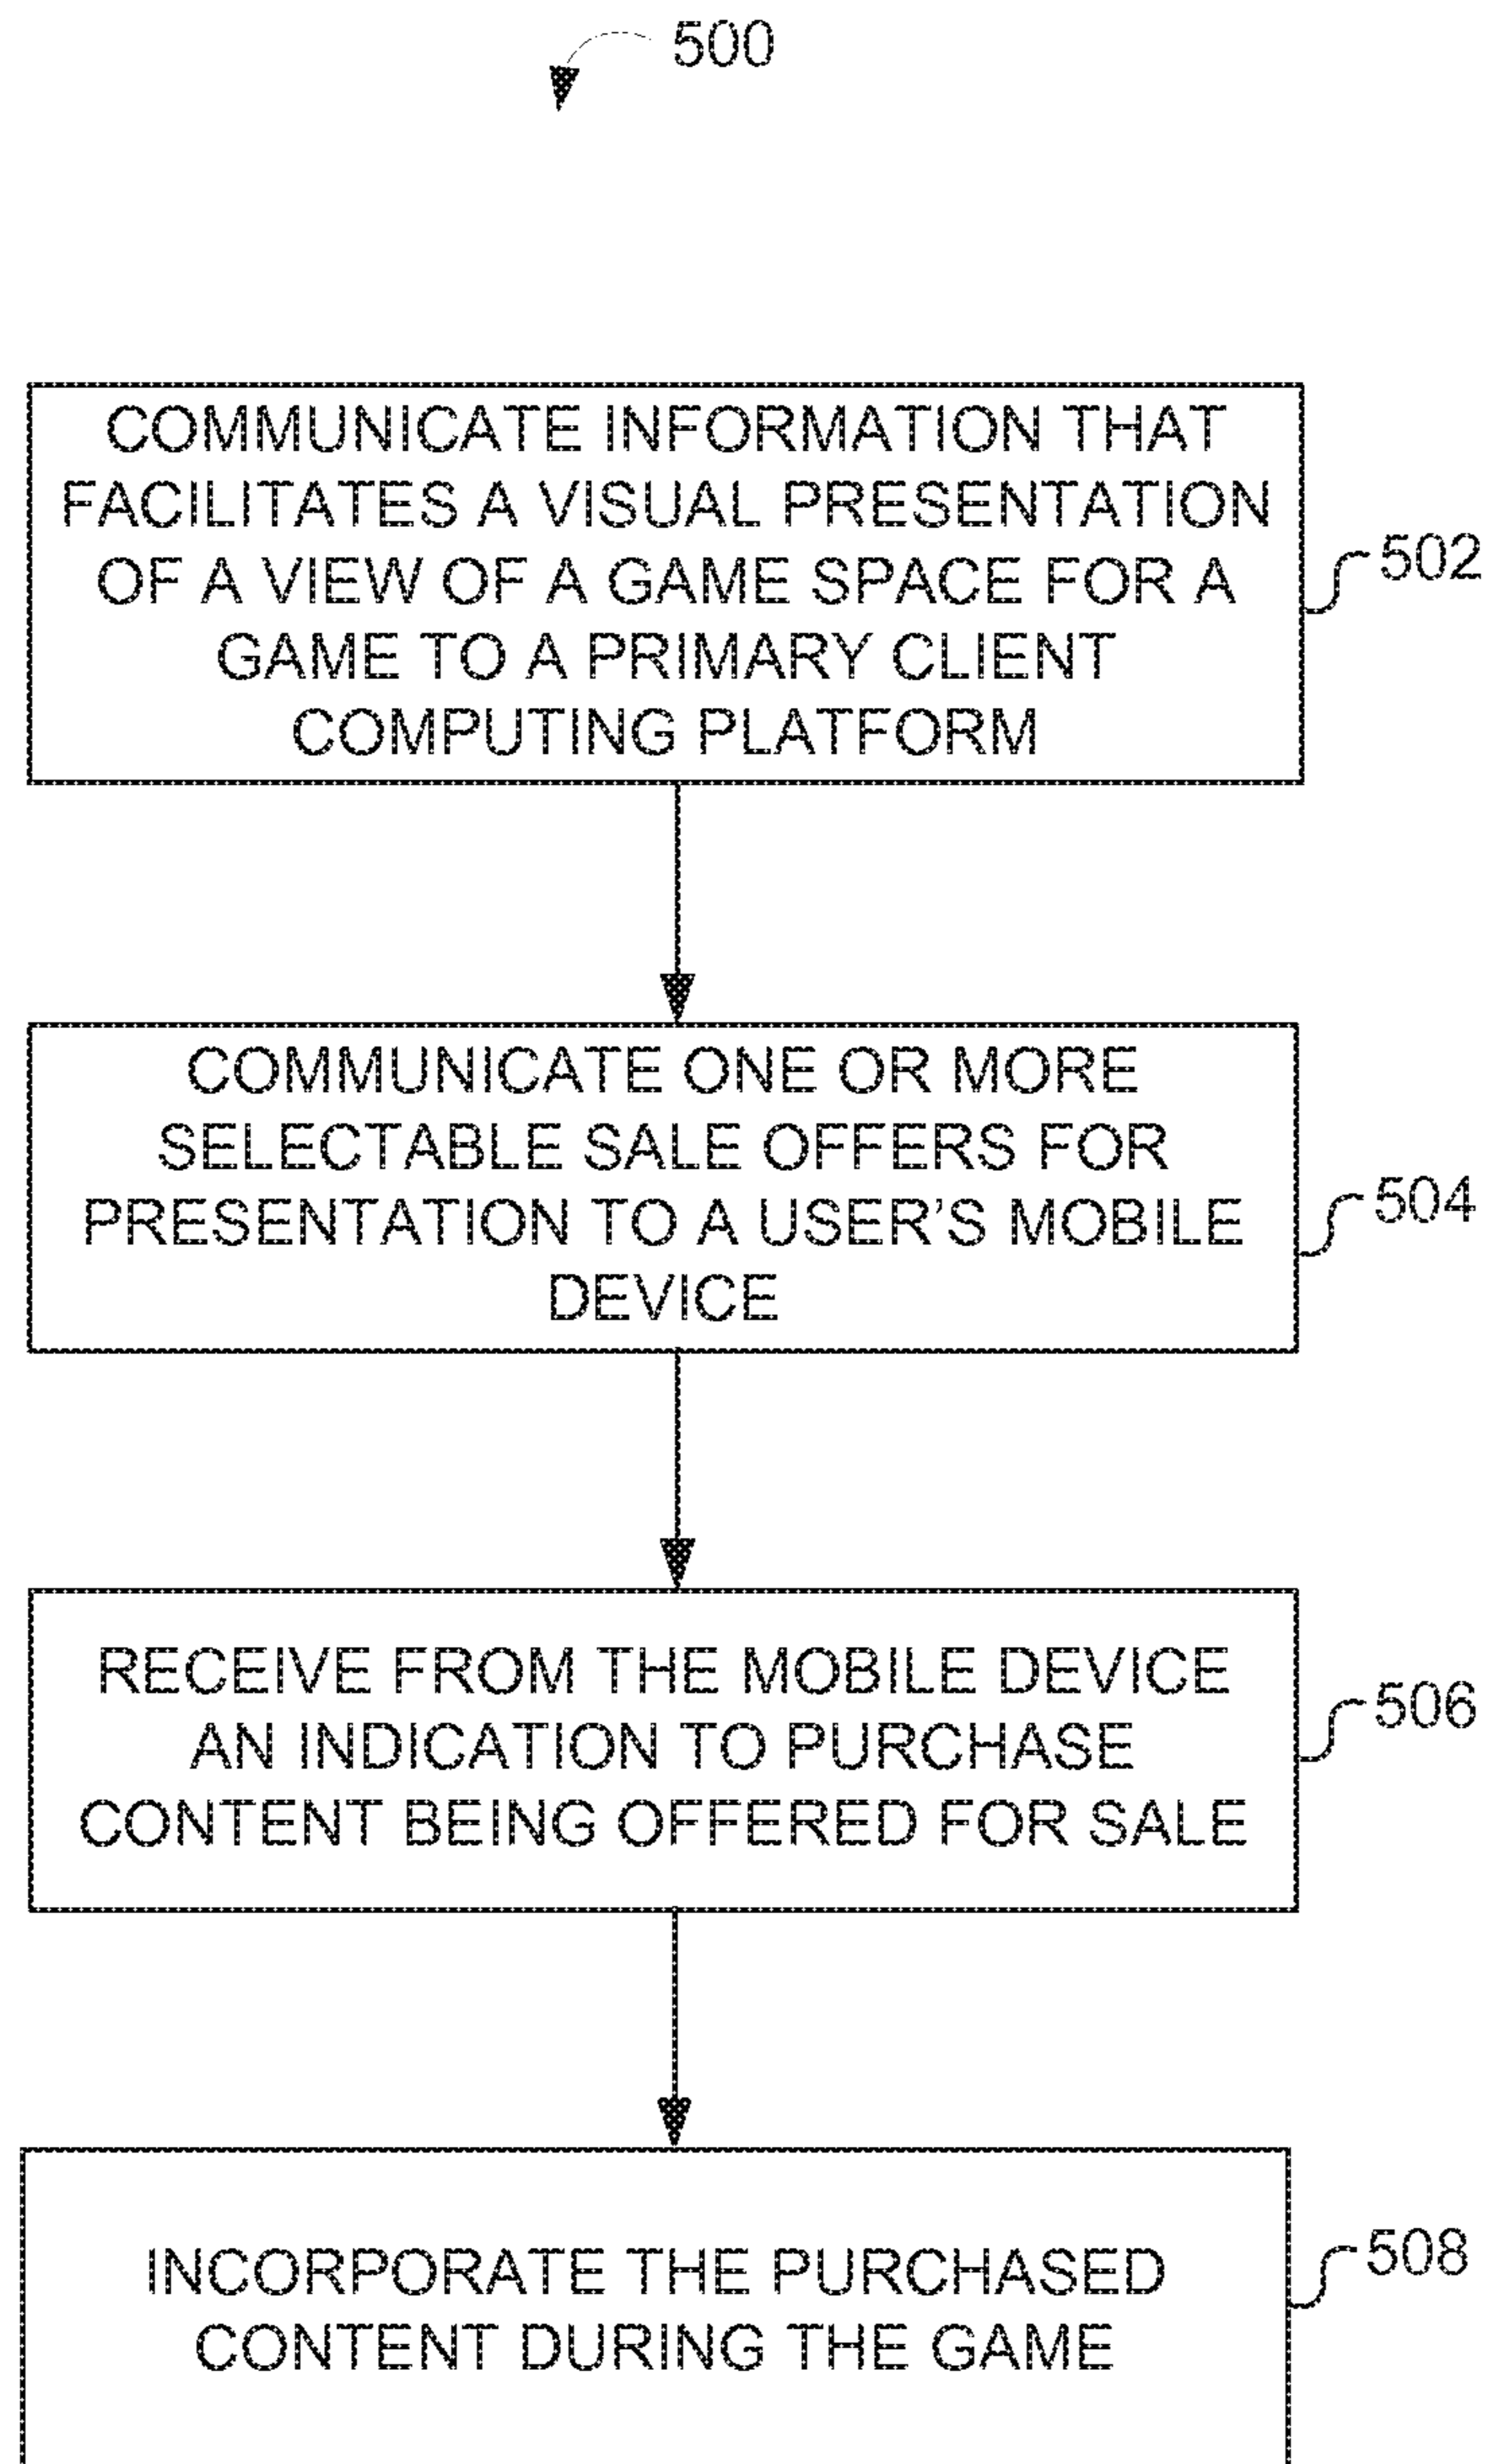 500
COMMUNICATE INFORMATION THAT
FACILITATES A VISUAL PRESENTATION
OF A VIEW OF A GAME SPACE FOR A
GAME TO A PRIMARY CLIENT
COMPUTING PLATFORM
502
COMMUNICATE ONE OR MORE
SELECTABLE SALE OFFERS FOR
PRESENTATION TO A USER’S MOBILE
DEVICE
504
RECEIVE FROM THE MOBILE DEVICE
AN INDICATION TO PURCHASE
CONTENT BEING OFFERED FOR SALE
506
INCORPORATE THE PURCHASED
CONTENT DURING THE GAME
508